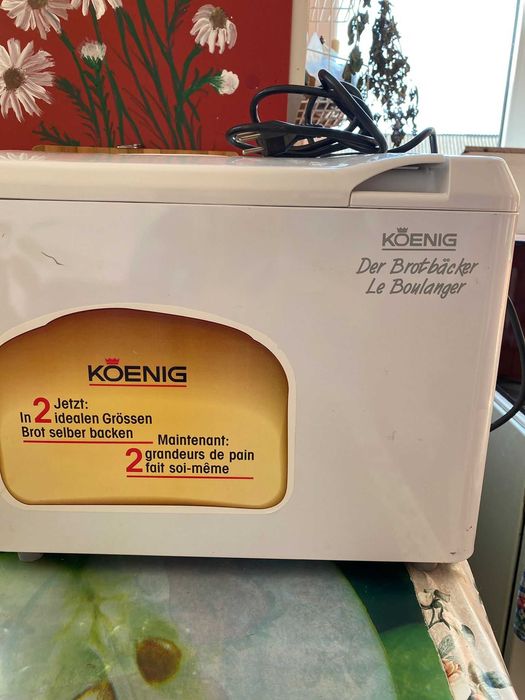 KOENIG
Der Brotbäcker
Le Boulanger
KOENIG
Jetzt:
In 2 idealen Grössen
Brot selber backen
Maintenant:
2 grandeurs de pain
fait soi-même